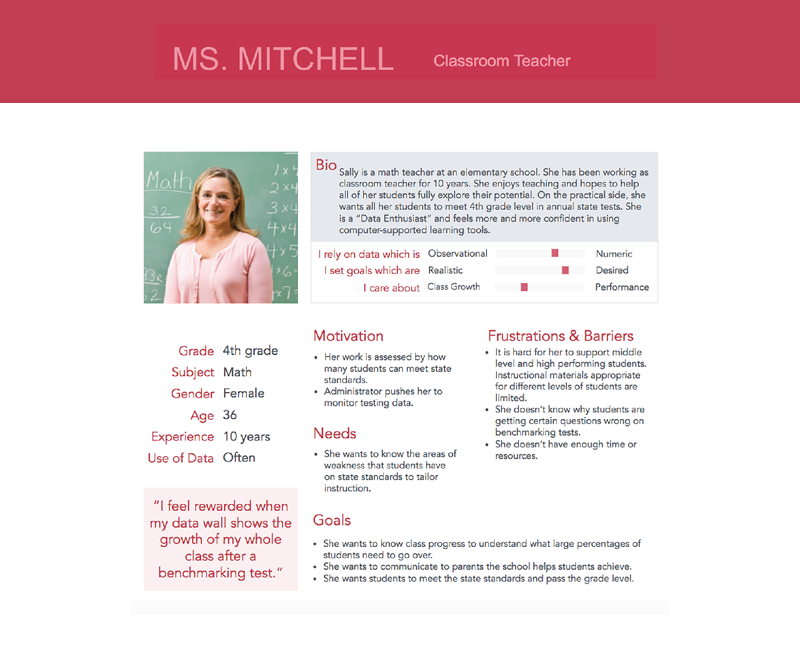 MS. MITCHELL
Classroom Teacher
Math
32
64
1×4
2×4
3×4
4×4
4×5
Bio
Sally is a math teacher at an elementary school. She has been working as
classroom teacher for 10 years. She enjoys teaching and hopes to help
all of her students fully explore their potential. On the practical side, she
wants all her students to meet 4th grade level in annual state tests. She
is a “Data Enthusiast” and feels more and more confident in using
computer-supported learning tools.
I rely on data which is Observational Numeric
I set goals which are Realistic Desired
I care about Class Growth Performance
Grade 4th grade
Subject Math
Gender Female
Age 36
Experience 10 years
Use of Data Often
“I feel rewarded when
my data wall shows the
growth of my whole
class after a
benchmarking test.”
Motivation
• Her work is assessed by how
many students can meet state
standards.
• Administrator pushes her to
monitor testing data.
Needs
• She wants to know the areas of
weakness that students have
on state standards to tailor
instruction.
Frustrations & Barriers
• It is hard for her to support middle
level and high performing students.
Instructional materials appropriate
for different levels of students are
limited.
• She doesn’t know why students are
getting certain questions wrong on
benchmarking tests.
• She doesn’t have enough time or
resources.
Goals
• She wants to know class progress to understand what large percentages of
students need to go over.
• She wants to communicate to parents the school helps students achieve.
• She wants students to meet the state standards and pass the grade level.